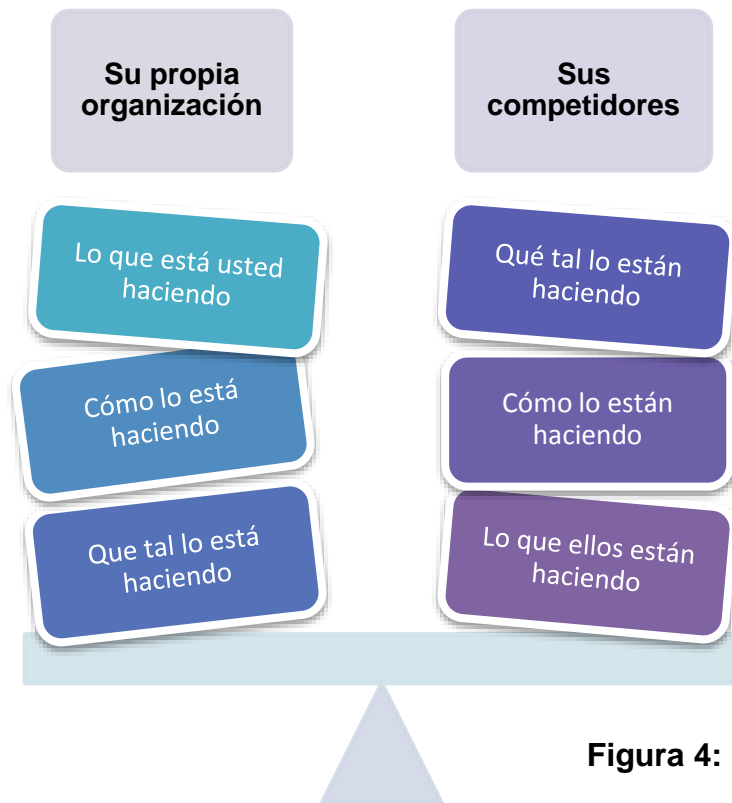 Su propia
organización
Sus
competidores
Lo que está usted
haciendo
Qué tal lo están
haciendo
Cómo lo está
haciendo
Cómo lo están
haciendo
Que tal lo está
haciendo
Lo que ellos están
haciendo
Figura 4: